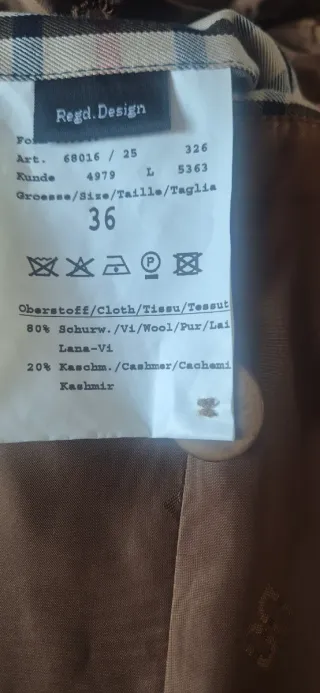 Regd.Design
Art. 68016 / 25 326
Kunde 4979 L 5363
Groesse/Size/Taille/Taglia
36
P
Oberstoff/Cloth/Tissu/Tessut
80% Schurw./Vi/Wool/Pur/Lai
Lana-Vi
20% Kaschm./Cashmer/Cachemi
Kashmir